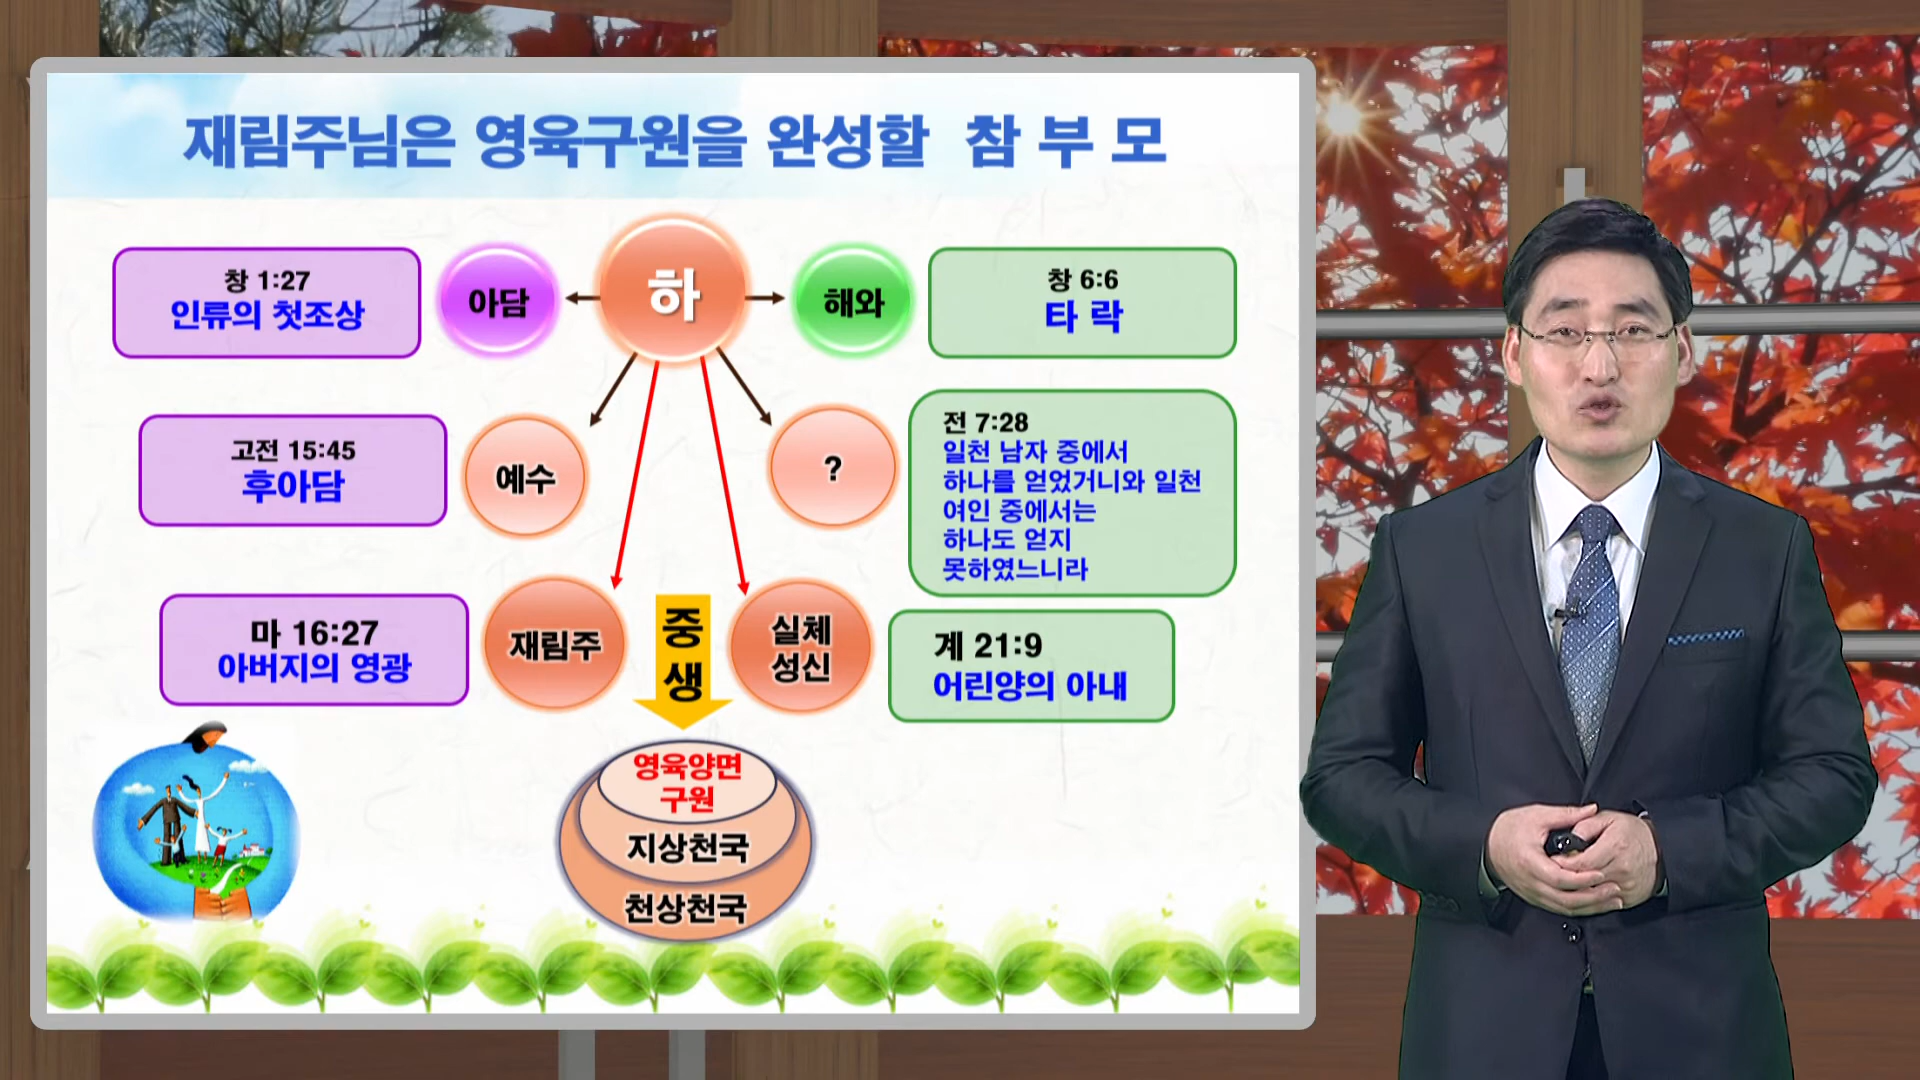 재림주님은 영육구원을 완성할 참 부 모
창 1:27
인류의 첫조상
아담
하
해와
창 6:6
타 락
고전 15:45
후아담
예수
?
전 7:28
일천 남자 중에서
하나를 얻었거니와 일천
여인 중에서는
하나도 얻지
못하였느니라
마 16:27
아버지의 영광
재림주
중
생
실체
성신
계 21:9
어린양의 아내
영육양면
구원
지상천국
천상천국